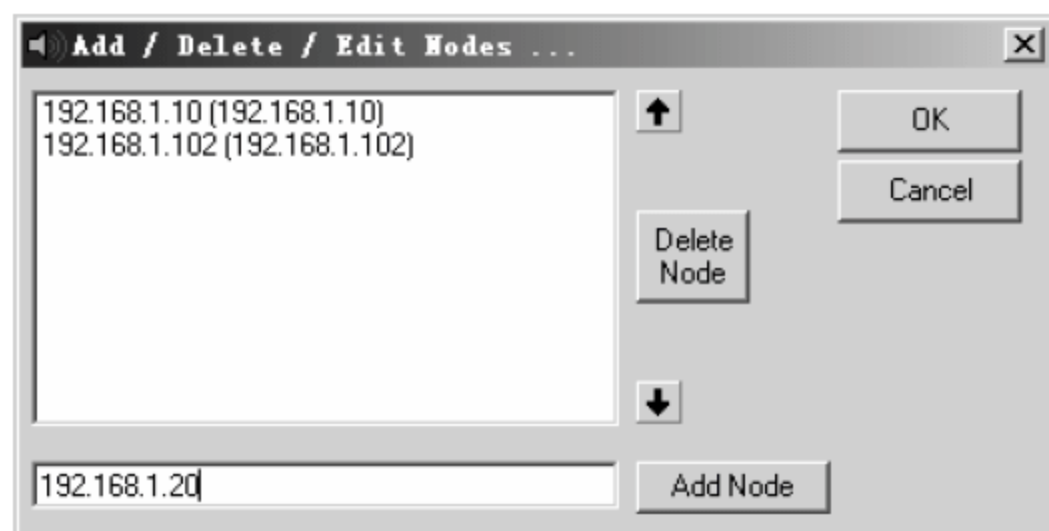 Add / Delete / Edit Nodes ...
192.168.1.10 (192.168.1.10)
192.168.1.102 (192.168.1.102)
OK
Cancel
Delete
Node
192.168.1.20
Add Node